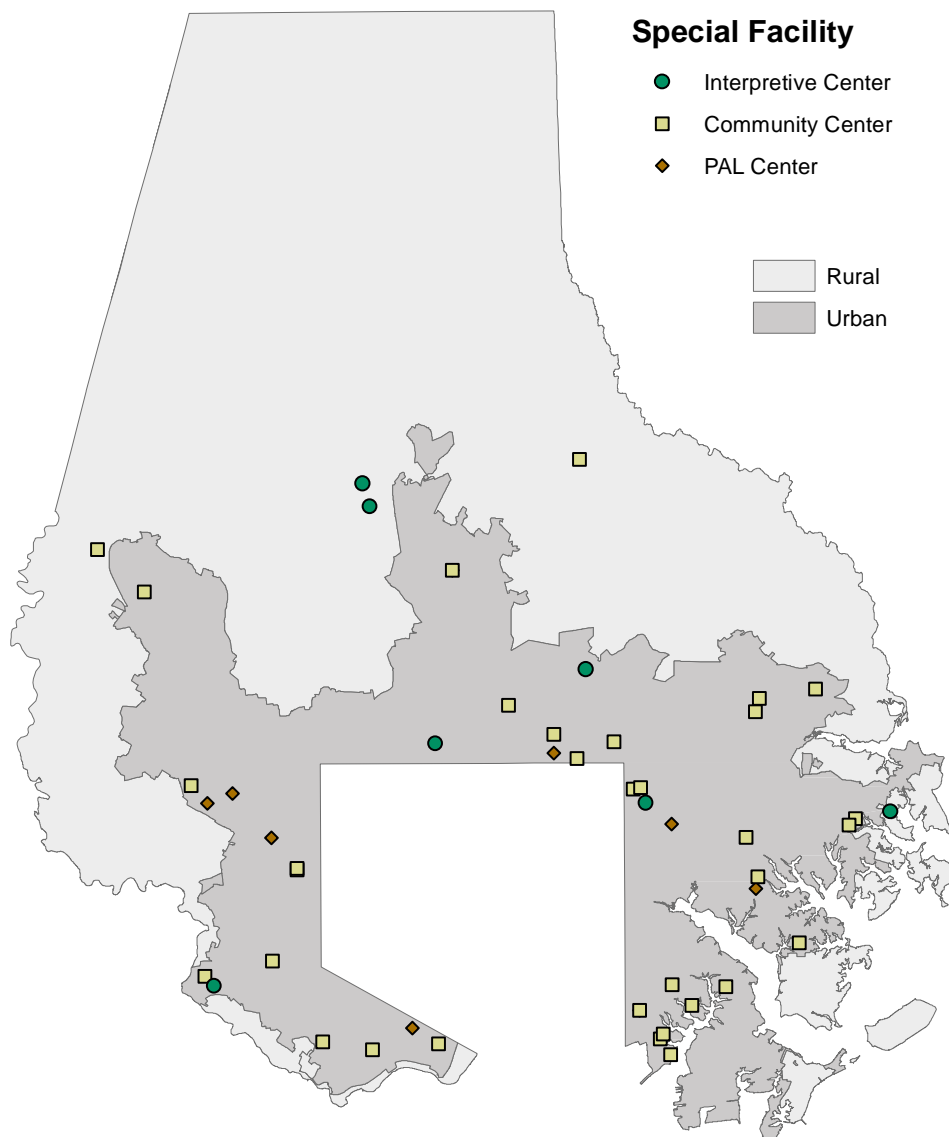 Special Facility
Interpretive Center
Community Center
PAL Center
Rural
Urban